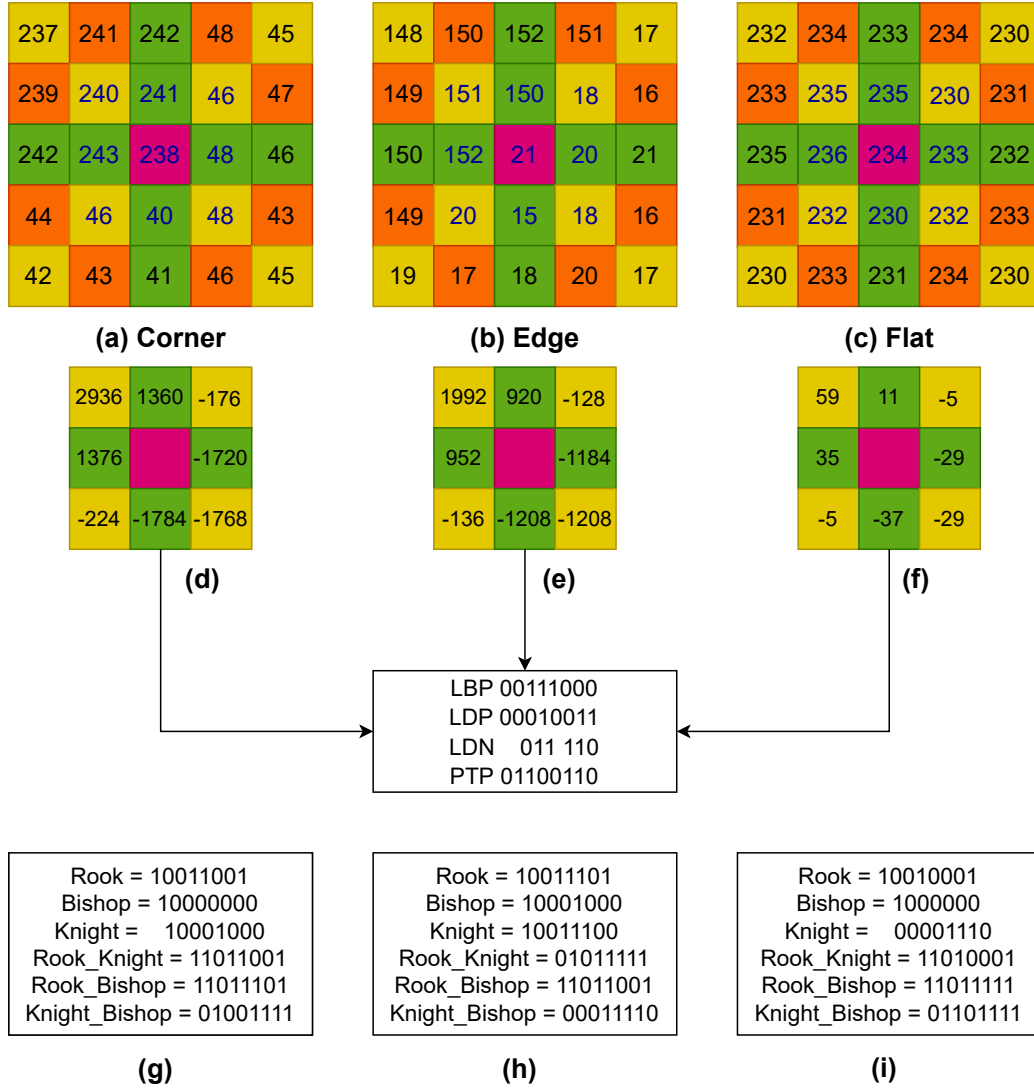 237 241 242 48 45
239 240 241 46 47
242 243 238 48 46
44 46 40 48 43
42 43 41 46 45
(a) Corner
148 150 152 151 17
149 151 150 18 16
150 152 21 20 21
149 20 15 18 16
19 17 18 20 17
(b) Edge
232 234 233 234 230
233 235 235 230 231
235 236 234 233 232
231 232 230 232 233
230 233 231 234 230
(c) Flat
2936 1360 -176
1376 -1720
-224 -1784 -1768
(d)
1992 920 -128
952 -1184
-136 -1208 -1208
(e)
59 11 -5
35 -29
-5 -37 -29
(f)
LBP 00111000
LDP 00010011
LDN 011 110
PTP 01100110
Rook = 10011001
Bishop = 10000000
Knight = 10001000
Rook_Knight = 11011001
Rook_Bishop = 11011101
Knight_Bishop = 01001111
(g)
Rook = 10011101
Bishop = 10001000
Knight = 10011100
Rook_Knight = 01011111
Rook_Bishop = 11011001
Knight_Bishop = 00011110
(h)
Rook = 10010001
Bishop = 1000000
Knight = 00001110
Rook_Knight = 11010001
Rook_Bishop = 11011111
Knight_Bishop = 01101111
(i)